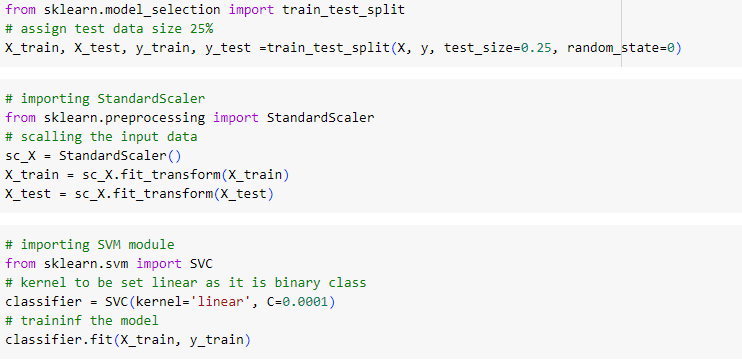 from sklearn.model_selection import train_test_split
# assign test data size 25%
X_train, X_test, y_train, y_test =train_test_split(X, y, test_size=0.25, random_state=0)
# importing StandardScaler
from sklearn.preprocessing import StandardScaler
# scalling the input data
sc_X = StandardScaler()
X_train = sc_X.fit_transform(X_train)
X_test = sc_X.fit_transform(X_test)
# importing SVM module
from sklearn.svm import SVC
# kernel to be set linear as it is binary class
classifier = SVC(kernel='linear', C=0.0001)
# traininf the model
classifier.fit(X_train, y_train)